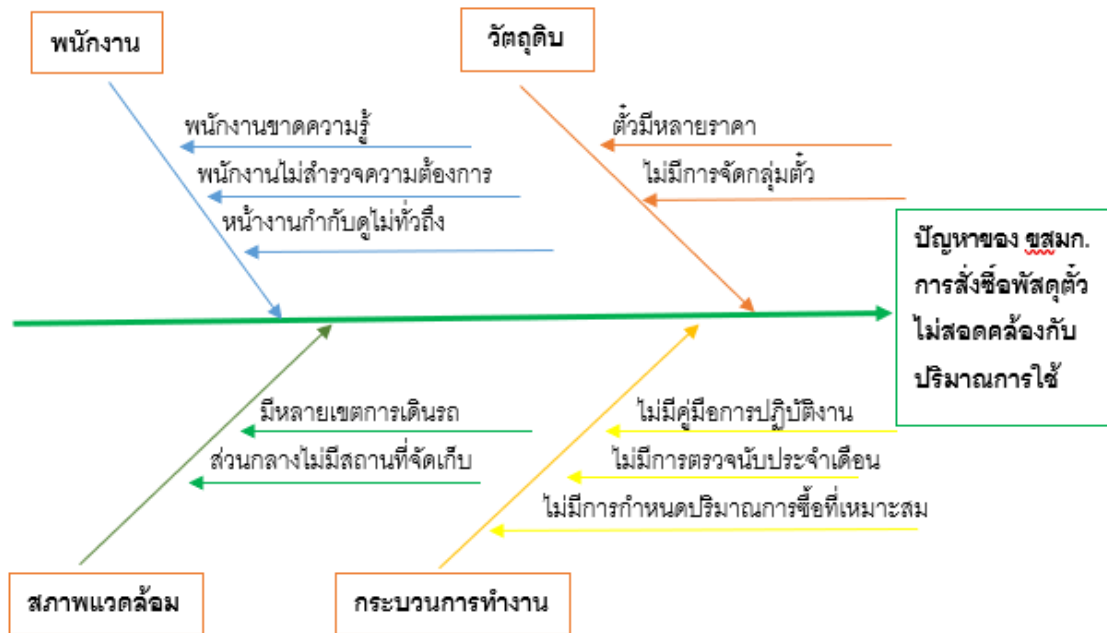 พนักงาน
วัตถุดิบ
พนักงานขาดความรู้
พนักงานไม่สำรวจความต้องการ
หน้างานกำกับดูไม่ทั่วถึง
ตั๋วมีหลายราคา
ไม่มีการจัดกลุ่มตั๋ว
ปัญหาของ ขสมก.
การสั่งซื้อพัสดุตั๋ว
ไม่สอดคล้องกับ
ปริมาณการใช้
มีหลายเขตการเดินรถ
ส่วนกลางไม่มีสถานที่จัดเก็บ
ไม่มีคู่มือการปฏิบัติงาน
ไม่มีการตรวจนับประจำเดือน
ไม่มีการกำหนดปริมาณการซื้อที่เหมาะสม
สภาพแวดล้อม
กระบวนการทำงาน